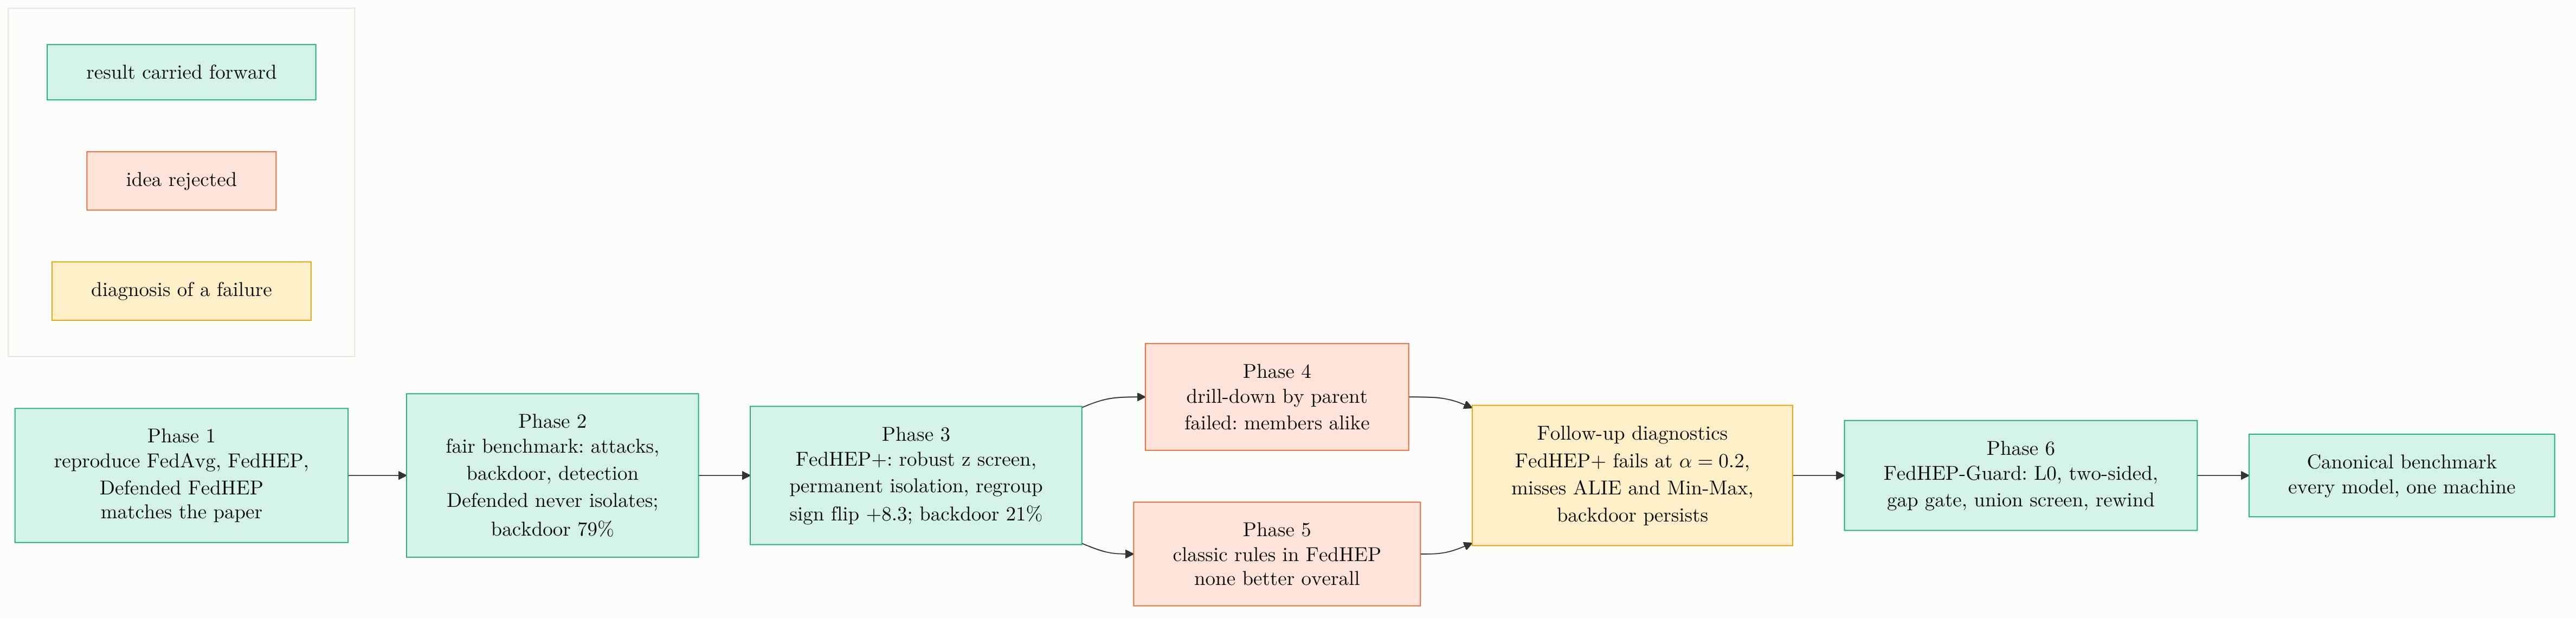 result carried forward
idea rejected
diagnosis of a failure
Phase 1
reproduce FedAvg, FedHEP,
Defended FedHEP
matches the paper
Phase 2
fair benchmark: attacks,
backdoor, detection
Defended never isolates;
backdoor 79%
Phase 3
FedHEP+: robust z screen,
permanent isolation, regroup
sign flip +8.3; backdoor 21%
Phase 4
drill-down by parent
failed: members alike
Phase 5
classic rules in FedHEP
none better overall
Follow-up diagnostics
FedHEP+ fails at α = 0.2,
misses ALIE and Min-Max,
backdoor persists
Phase 6
FedHEP-Guard: L0, two-sided,
gap gate, union screen, rewind
Canonical benchmark
every model, one machine